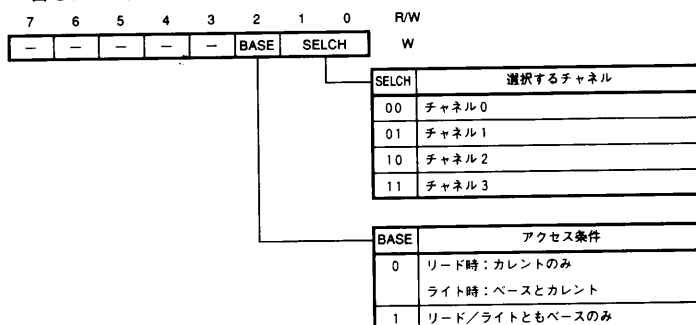 7 6 5 4 3 2 1 0 R/W
— — — — — BASE SELCH W
SELCH 選択するチャネル
00 チャネル0
01 チャネル1
10 チャネル2
11 チャネル3
BASE アクセス条件
0 リード時：カレントのみ
ライト時：ベースとカレント
1 リード／ライトともベースのみ